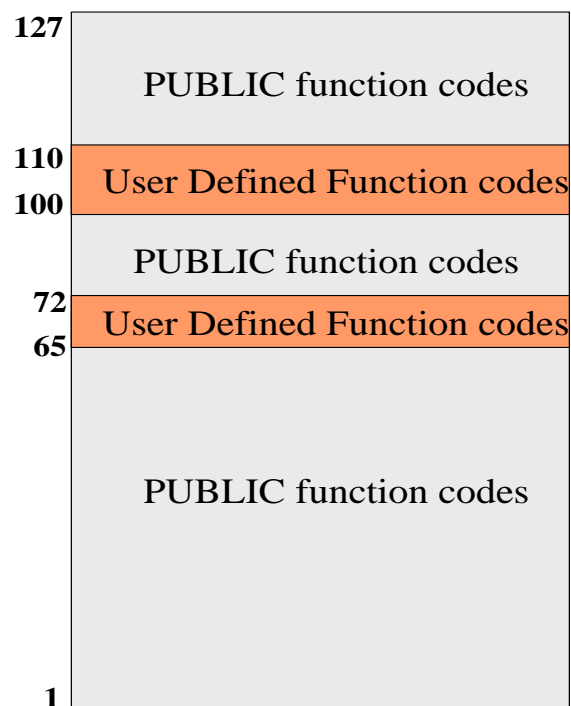 127
PUBLIC function codes
110
User Defined Function codes
100
PUBLIC function codes
72
User Defined Function codes
65
PUBLIC function codes
1